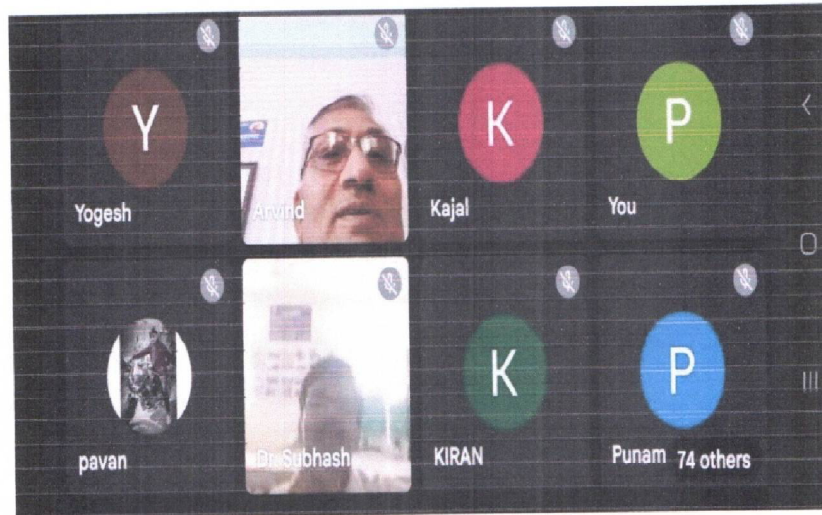 Y
Yogesh
Arvind
K
Kajal
P
You
pavan
Dr. Subhash
K
KIRAN
P
Punam
74 others